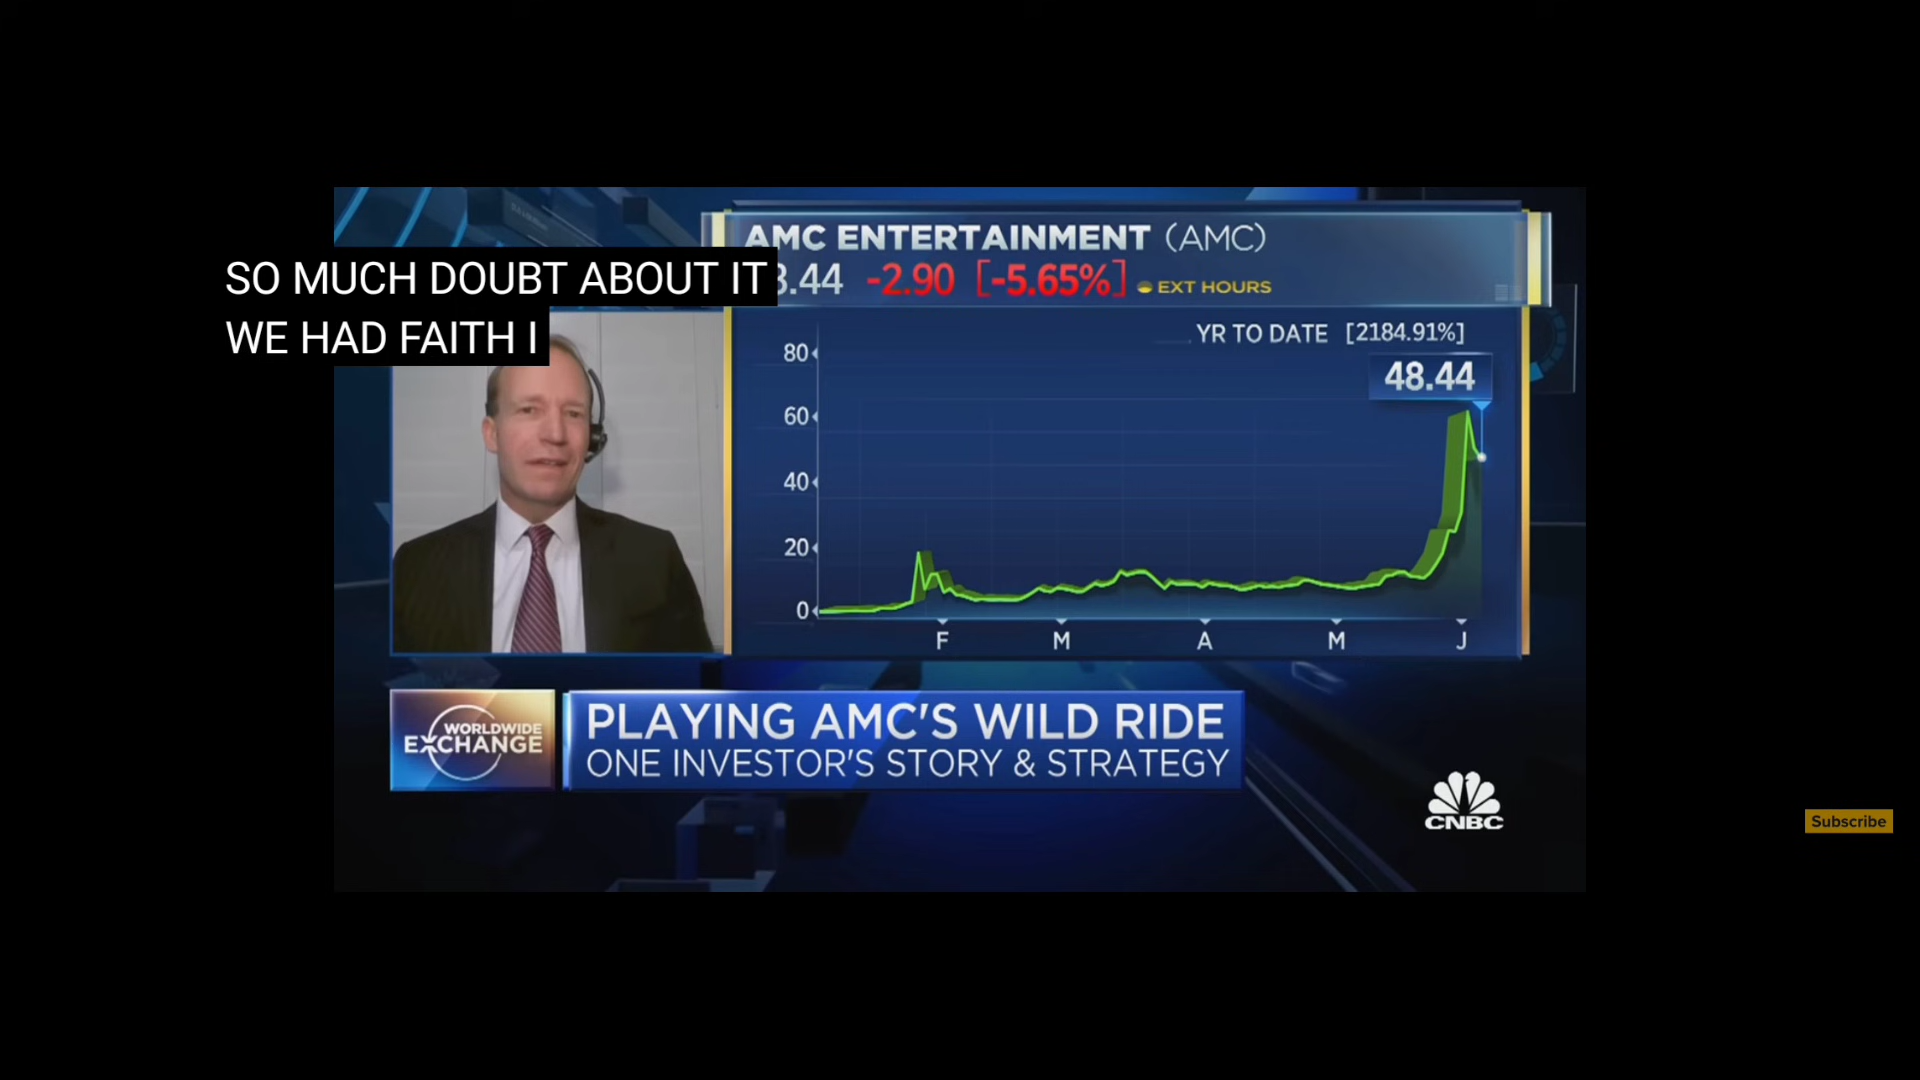 AMC ENTERTAINMENT (AMC)
SO MUCH DOUBT ABOUT IT
8.44 -2.90 [-5.65%] EXT HOURS
WE HAD FAITH I
YR TO DATE [2184.91%]
48.44
80
60
40
20
0
F M A M J
WORLDWIDE
EXCHANGE
PLAYING AMC'S WILD RIDE
ONE INVESTOR'S STORY & STRATEGY
CNBC
Subscribe